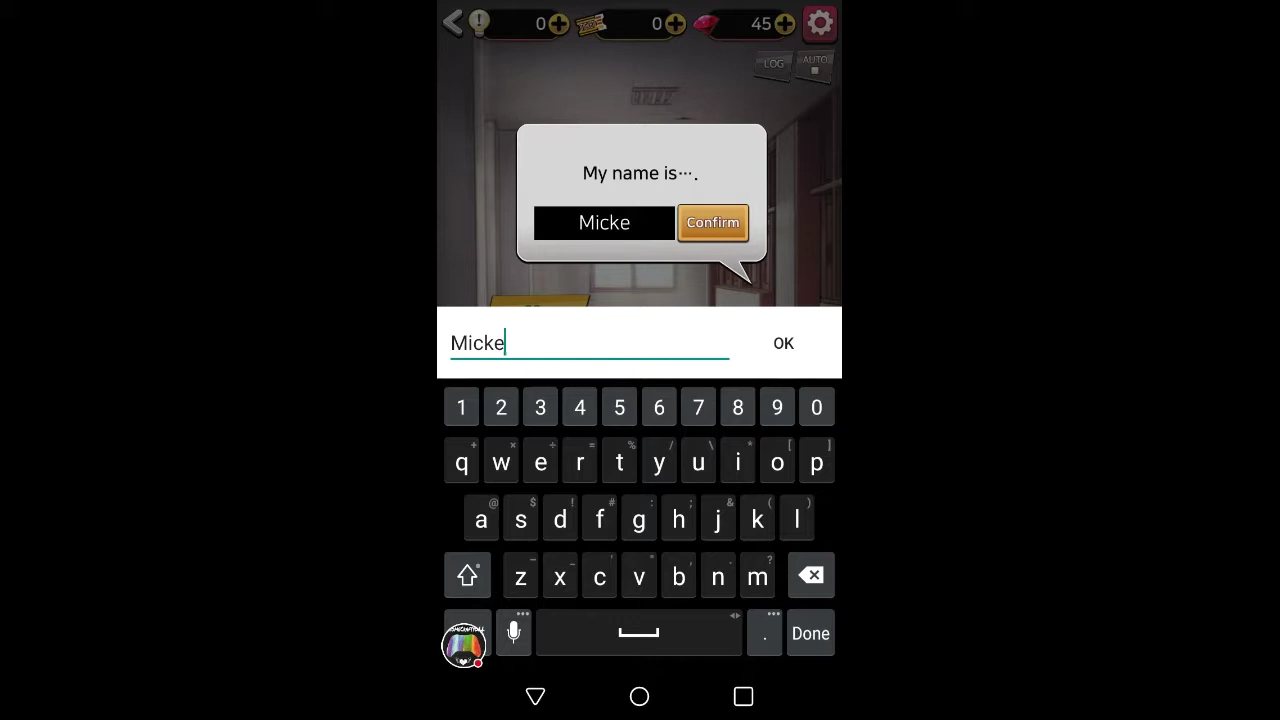 0 0 45
LOG AUTO
My name is….
Micke Confirm
Micke OK
1 2 3 4 5 6 7 8 9 0
q w e r t y u i o p
a s d f g h j k l
z x c v b n m
. Done